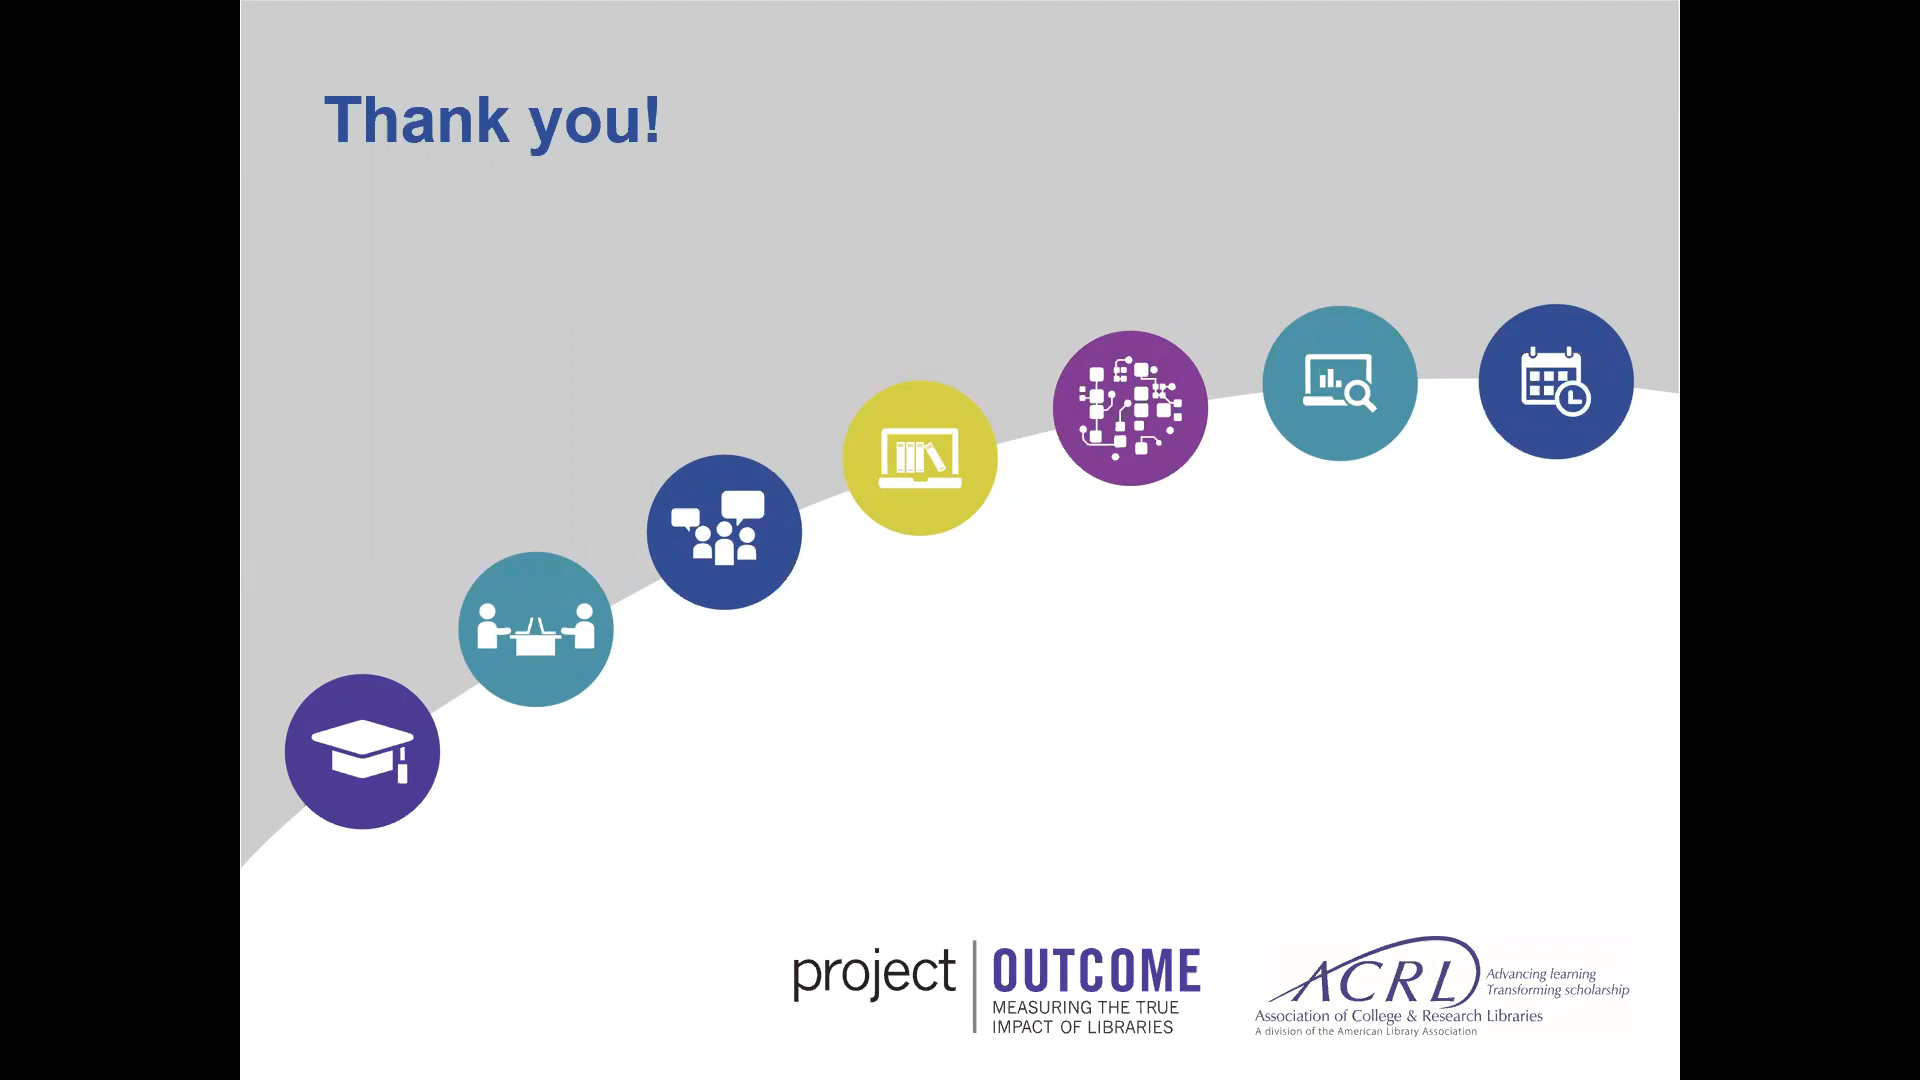 Thank you!
project
OUTCOME
MEASURING THE TRUE
IMPACT OF LIBRARIES
ACRL
Advancing learning
Transforming scholarship
Association of College & Research Libraries
A division of the American Library Association